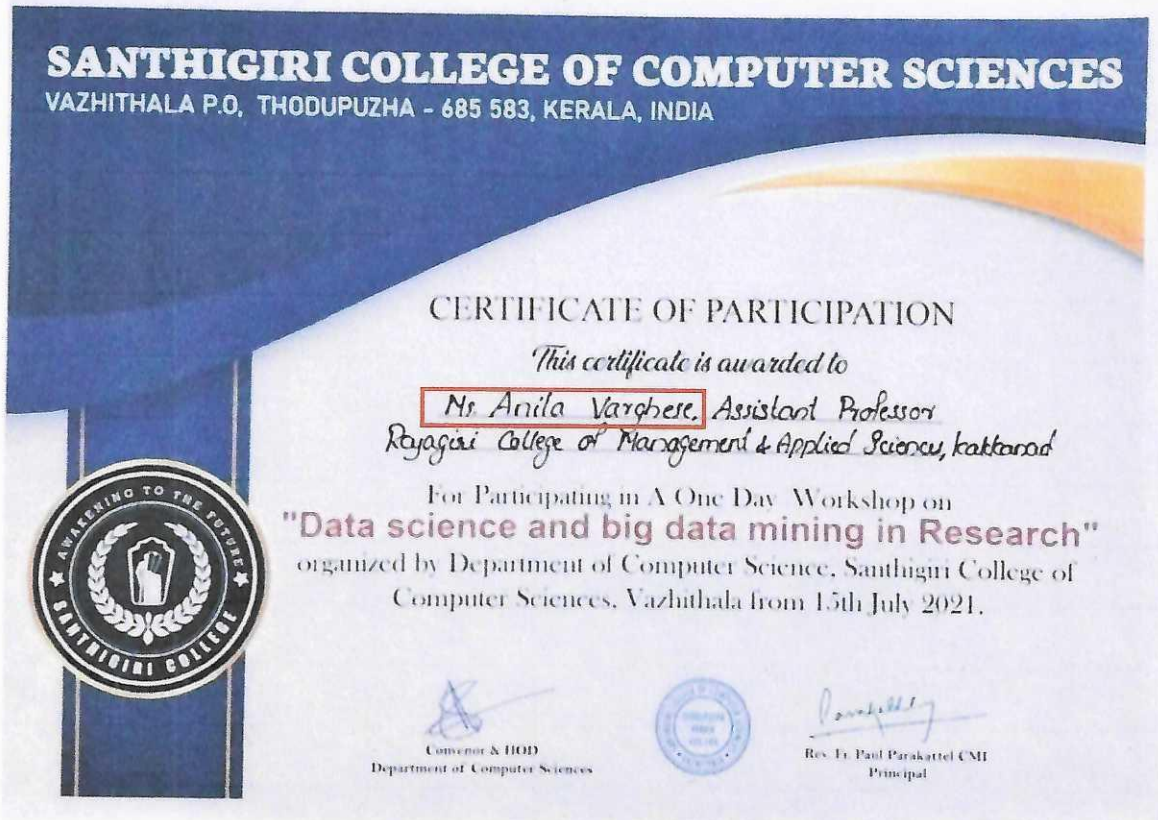 SANTHIGIRI COLLEGE OF COMPUTER SCIENCES
VAZHITHALA P.O, THODUPUZHA - 685 583, KERALA, INDIA
CERTIFICATE OF PARTICIPATION
This certificate is awarded to
Ms. Anila Varghese, Assistant Professor
Rajagiri College of Management & Applied Sciences, Kakkanad
For Participating in A One Day Workshop on
"Data science and big data mining in Research"
organized by Department of Computer Science, Santhigiri College of
Computer Sciences, Vazhithala from 15th July 2021.
AWAKENING TO THE FUTURE
SANTHIGIRI COLLEGE
Convenor & HOD
Department of Computer Sciences
Rev. Fr. Paul Parakattel CMI
Principal